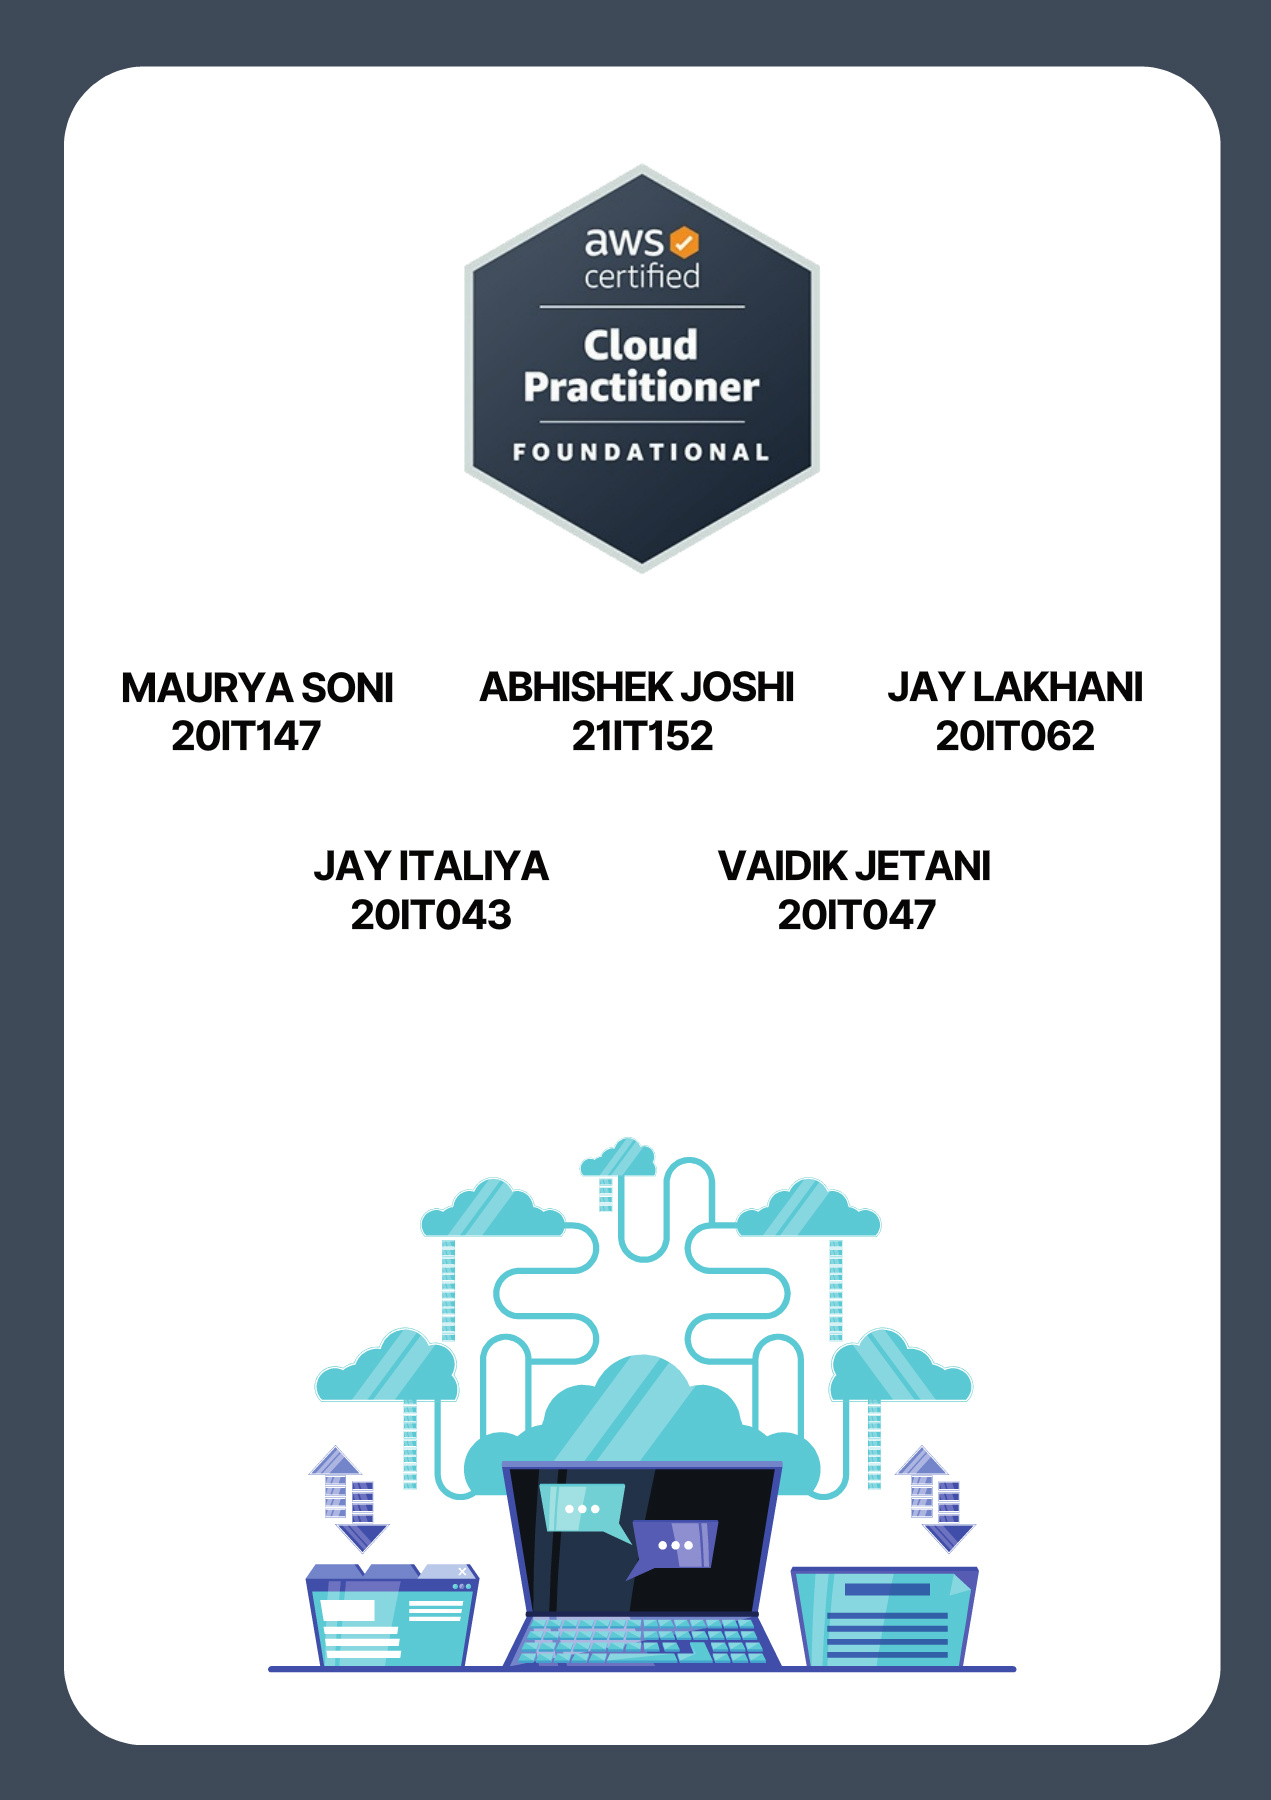 aws
certified
Cloud
Practitioner
FOUNDATIONAL
MAURYA SONI
20IT147
ABHISHEK JOSHI
21IT152
JAY LAKHANI
20IT062
JAY ITALIYA
20IT043
VAIDIK JETANI
20IT047